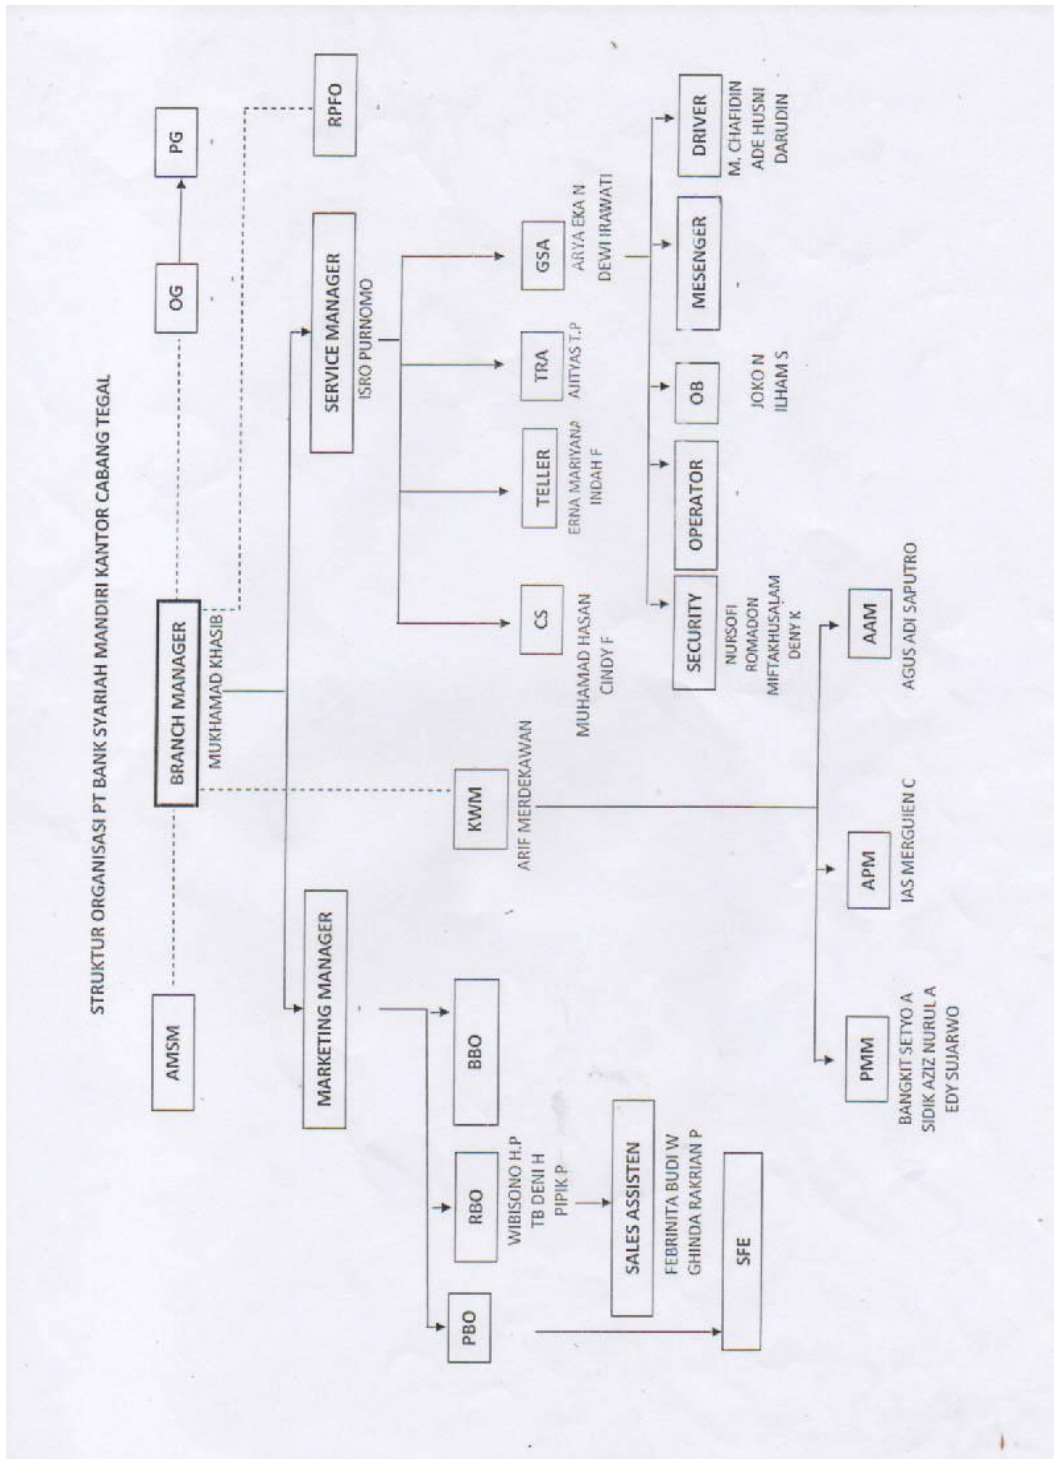 STRUKTUR ORGANISASI PT BANK SYARIAH MANDIRI KANTOR CABANG TEGAL
AMSM
BRANCH MANAGER
MUKHAMAD KHASIB
OG
PG
MARKETING MANAGER
SERVICE MANAGER
ISRO PURNOMO
RPFO
PBO
RBO
WIBISONO H.P
TB DENI H
PIPIK P
BBO
KWM
ARIF MERDEKAWAN
CS
MUHAMAD HASAN
CINDY F
TELLER
ERNA MARIYANA
INDAH F
TRA
AJITYAS T.P
GSA
ARYA EKA N
DEWI IRAWATI
SALES ASSISTEN
FEBRINITA BUDI W
GHINDA RAKRIAN P
SFE
SECURITY
NURSOFI
ROMADON
MIFTAKHUSALAM
DENY K
OPERATOR
OB
JOKO N
ILHAM S
MESENGER
DRIVER
M. CHAFIDIN
ADE HUSNI
DARUDIN
PMM
BANGKIT SETYO A
SIDIK AZIZ NURUL A
EDY SUJARWO
APM
IAS MERGUIEN C
AAM
AGUS ADI SAPUTRO